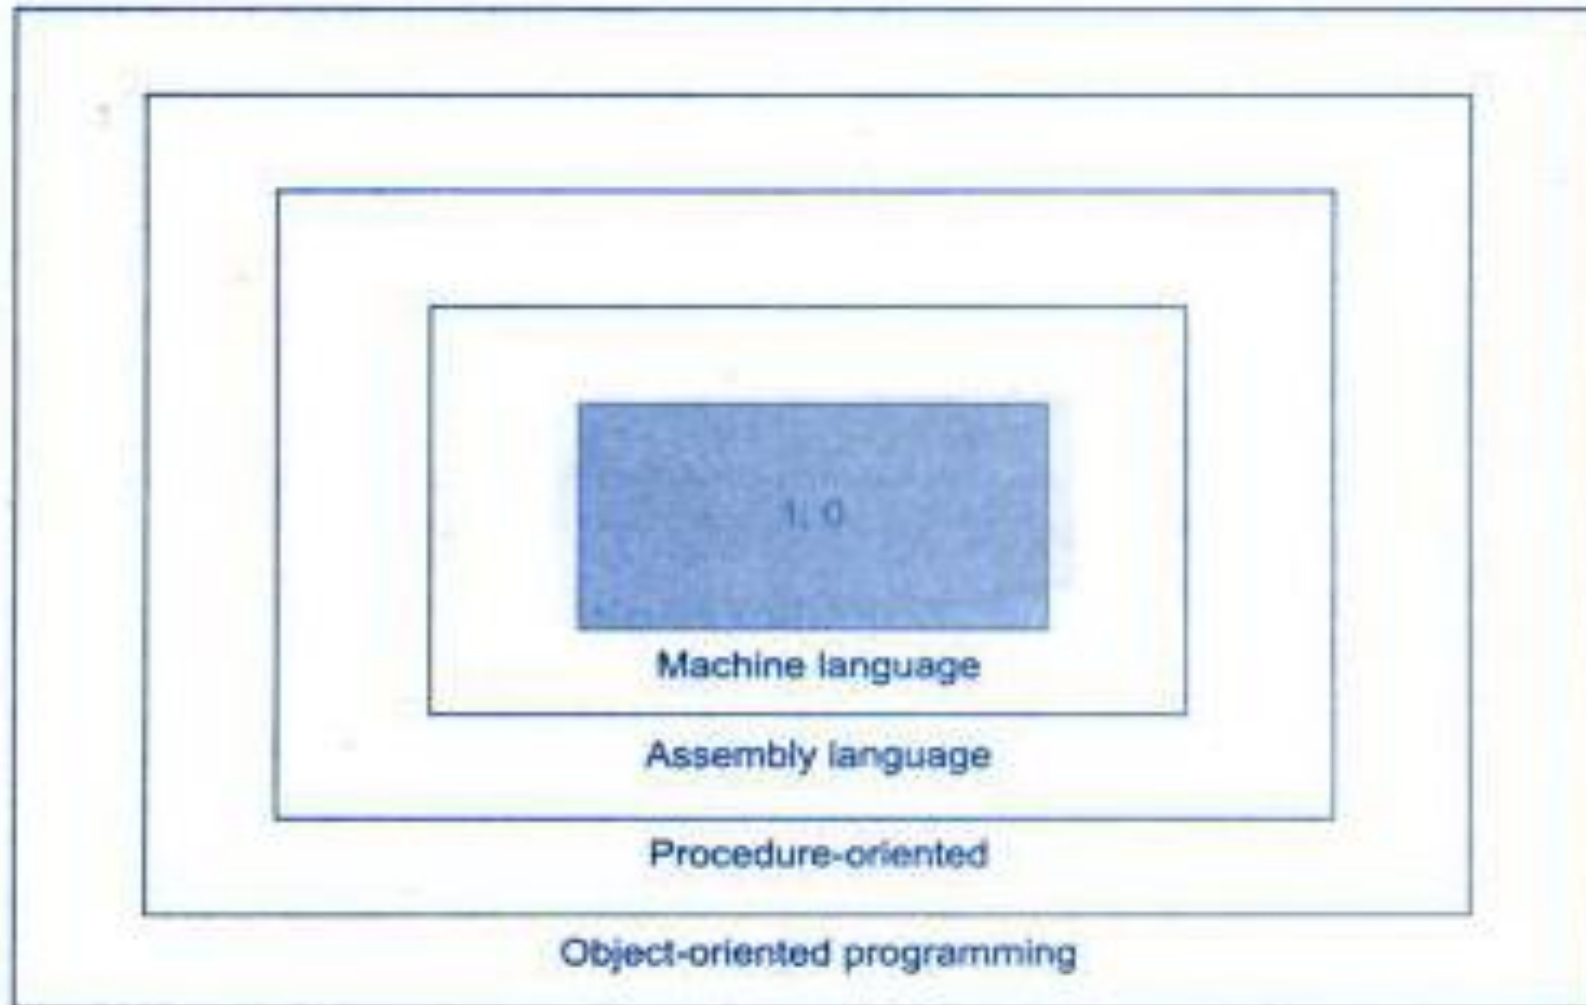 1, 0
Machine language
Assembly language
Procedure-oriented
Object-oriented programming